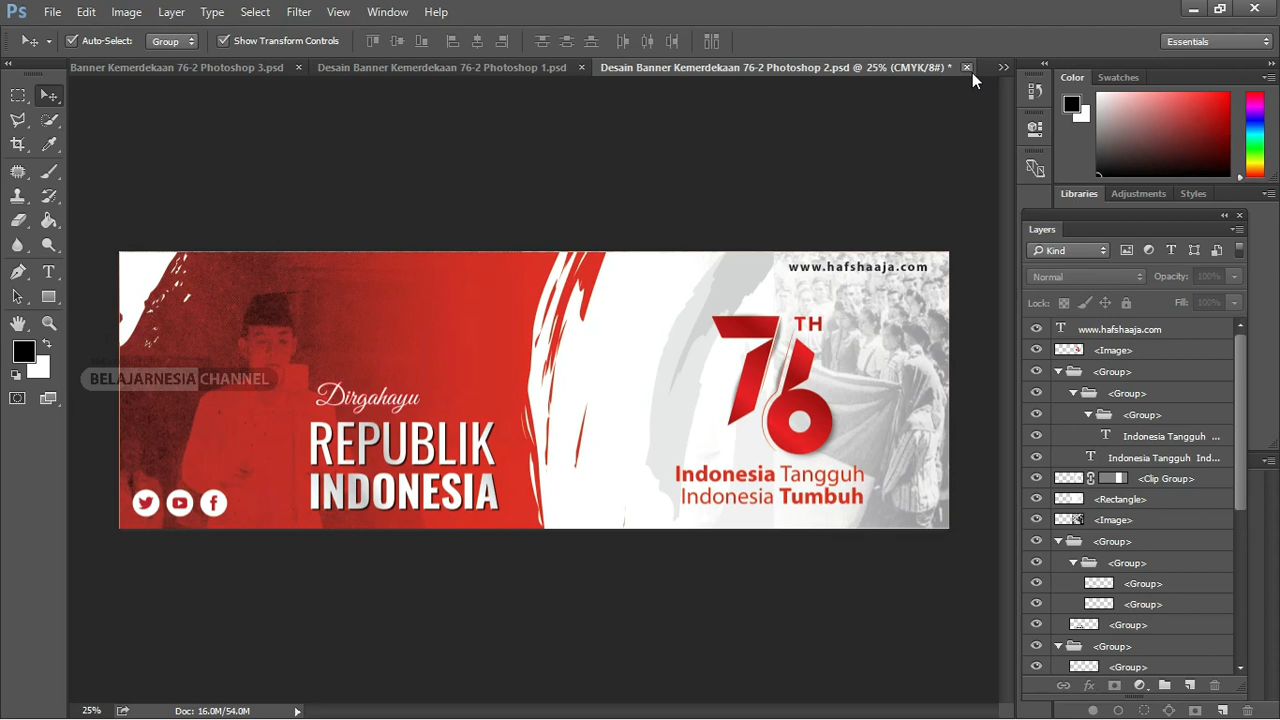 Ps File Edit Image Layer Type Select Filter View Window Help
Auto-Select: Group Show Transform Controls Essentials
Banner Kemerdekaan 76-2 Photoshop 3.psd × Desain Banner Kemerdekaan 76-2 Photoshop 1.psd × Desain Banner Kemerdekaan 76-2 Photoshop 2.psd @ 25% (CMYK/8#) * ×
Color Swatches
Libraries Adjustments Styles
Layers
Kind
Normal Opacity: 100%
Lock: Fill: 100%
www.hafshaaja.com
<Image>
<Group>
<Group>
<Group>
Indonesia Tangguh ...
Indonesia Tangguh Ind...
<Clip Group>
<Rectangle>
<Image>
<Group>
<Group>
<Group>
<Group>
<Group>
<Group>
<Group>
www.hafshaaja.com
76TH
Indonesia Tangguh
Indonesia Tumbuh
BELAJARNESIA CHANNEL
Dirgahayu
REPUBLIK
INDONESIA
25% Doc: 16.0M/54.0M